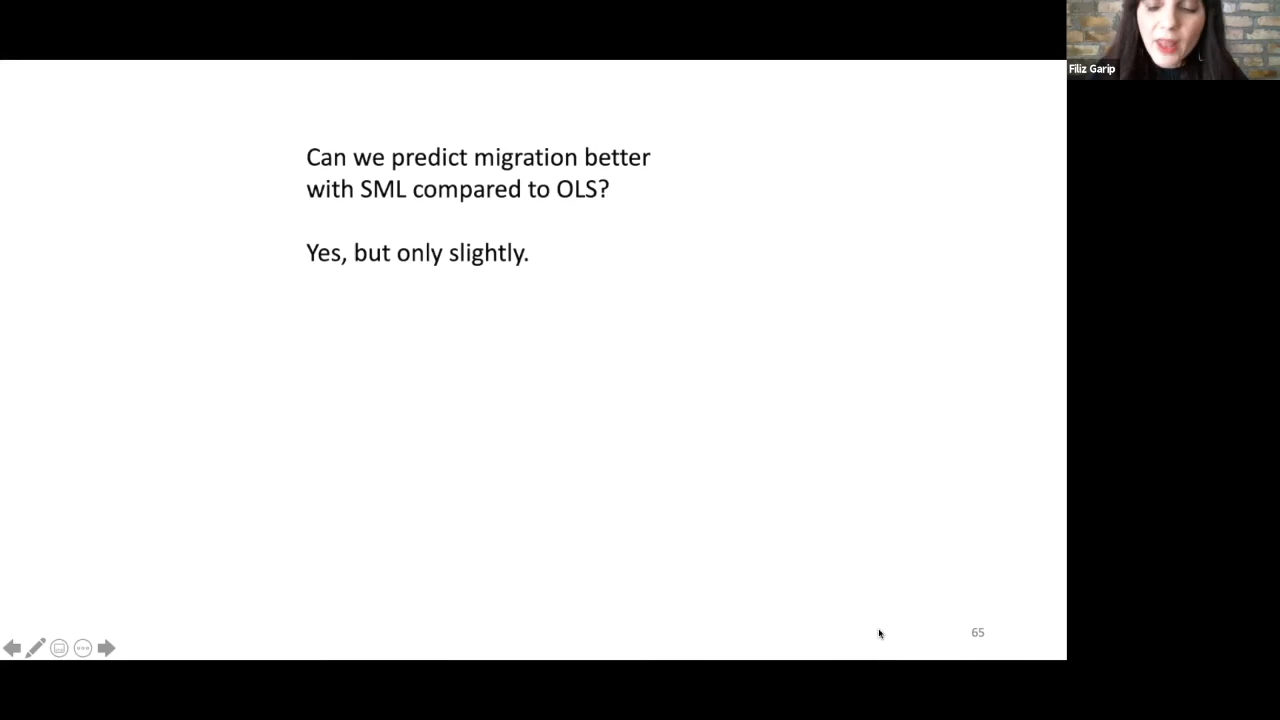 Filiz Garip
Can we predict migration better
with SML compared to OLS?
Yes, but only slightly.
65